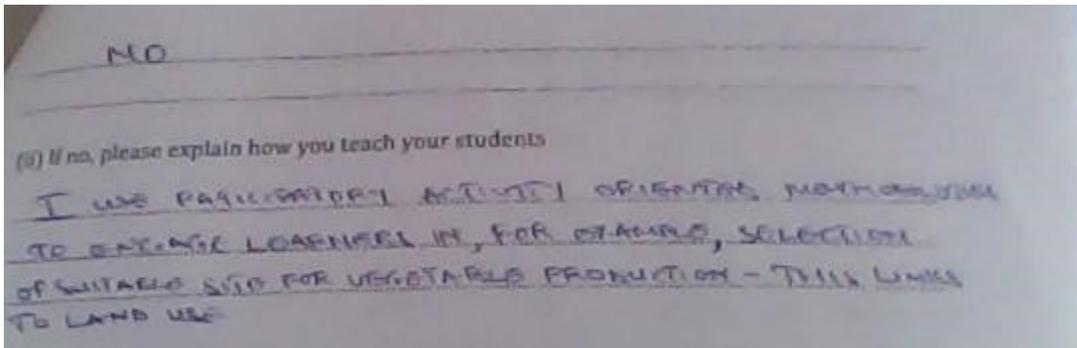 NO
(ii) If no, please explain how you teach your students
I USE PARTICIPATORY ACTIVITY ORIENTED METHODOLOGIES
TO ENGAGE LEARNERS IN, FOR EXAMPLE, SELECTION
OF SUITABLE SITE FOR VEGETABLE PRODUCTION - THIS LINKS
TO LAND USE